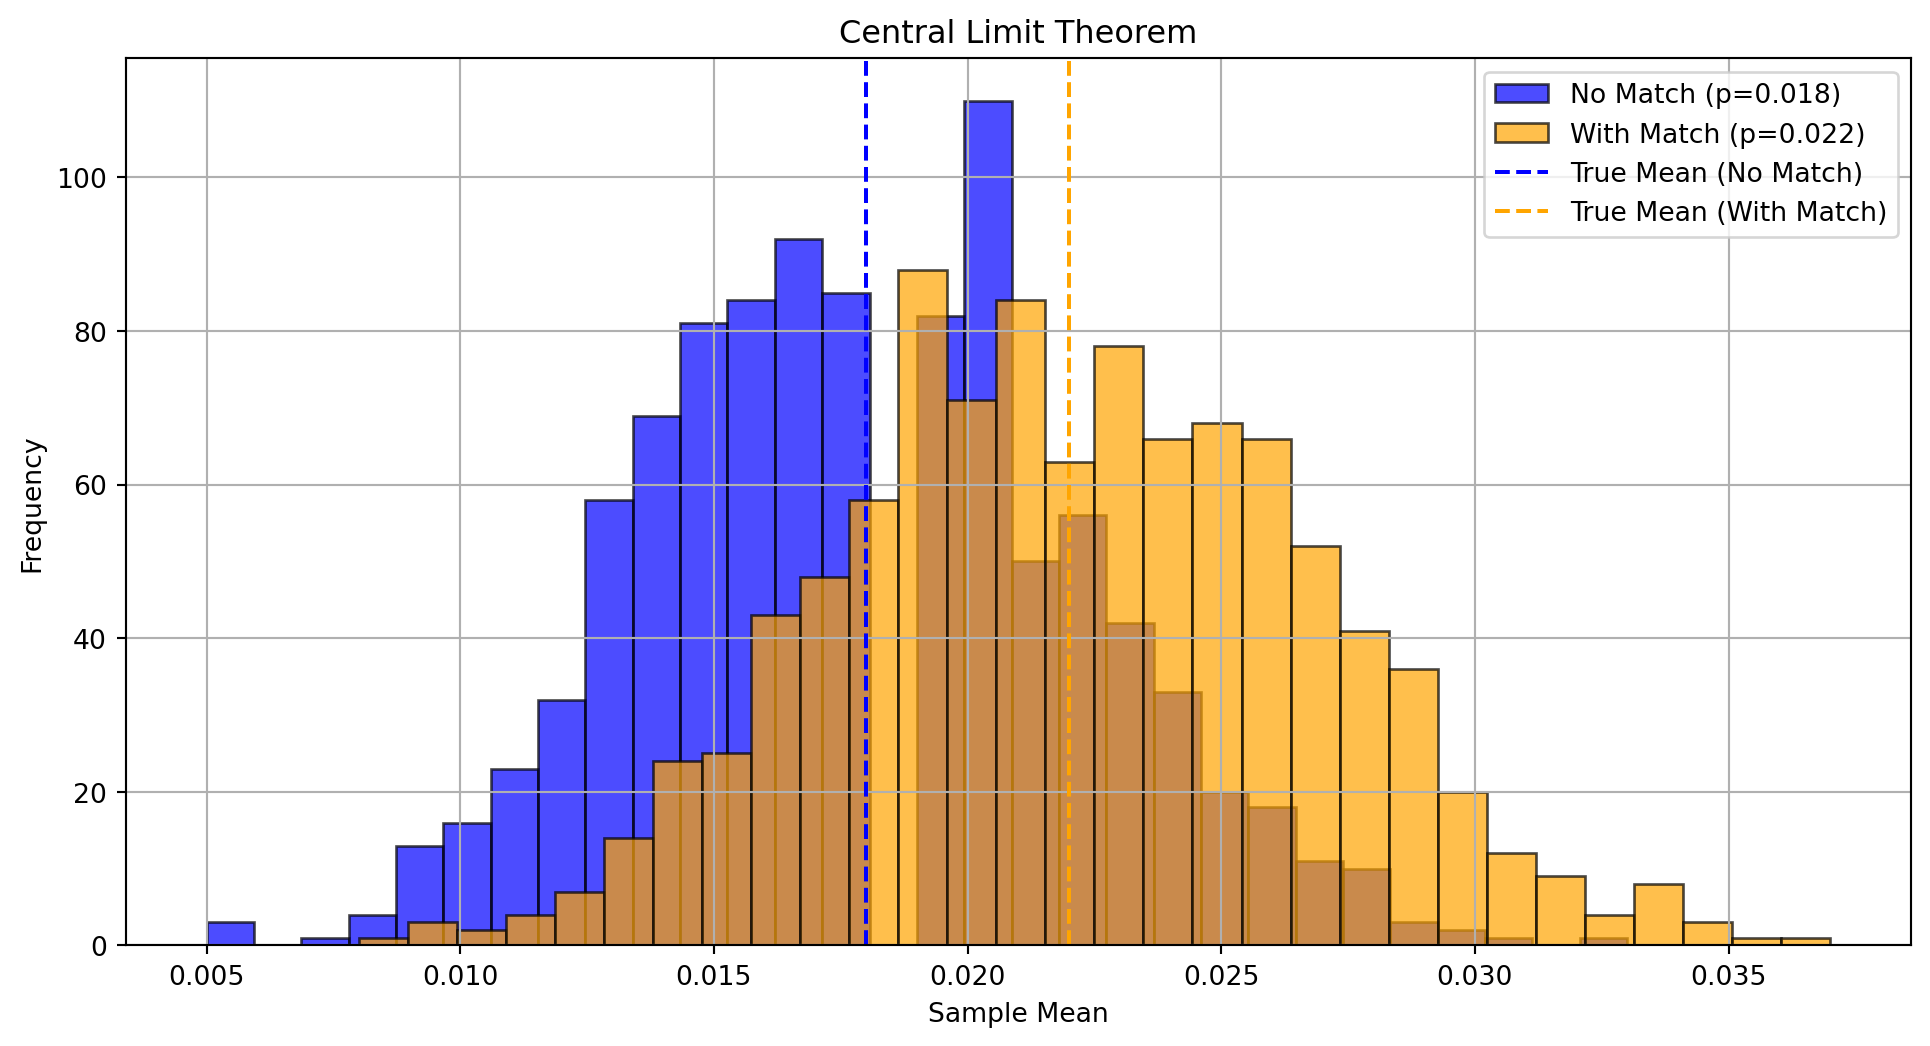 Central Limit Theorem
No Match (p=0.018)
With Match (p=0.022)
True Mean (No Match)
True Mean (With Match)
100
80
60
40
20
0
Frequency
0.005 0.010 0.015 0.020 0.025 0.030 0.035
Sample Mean